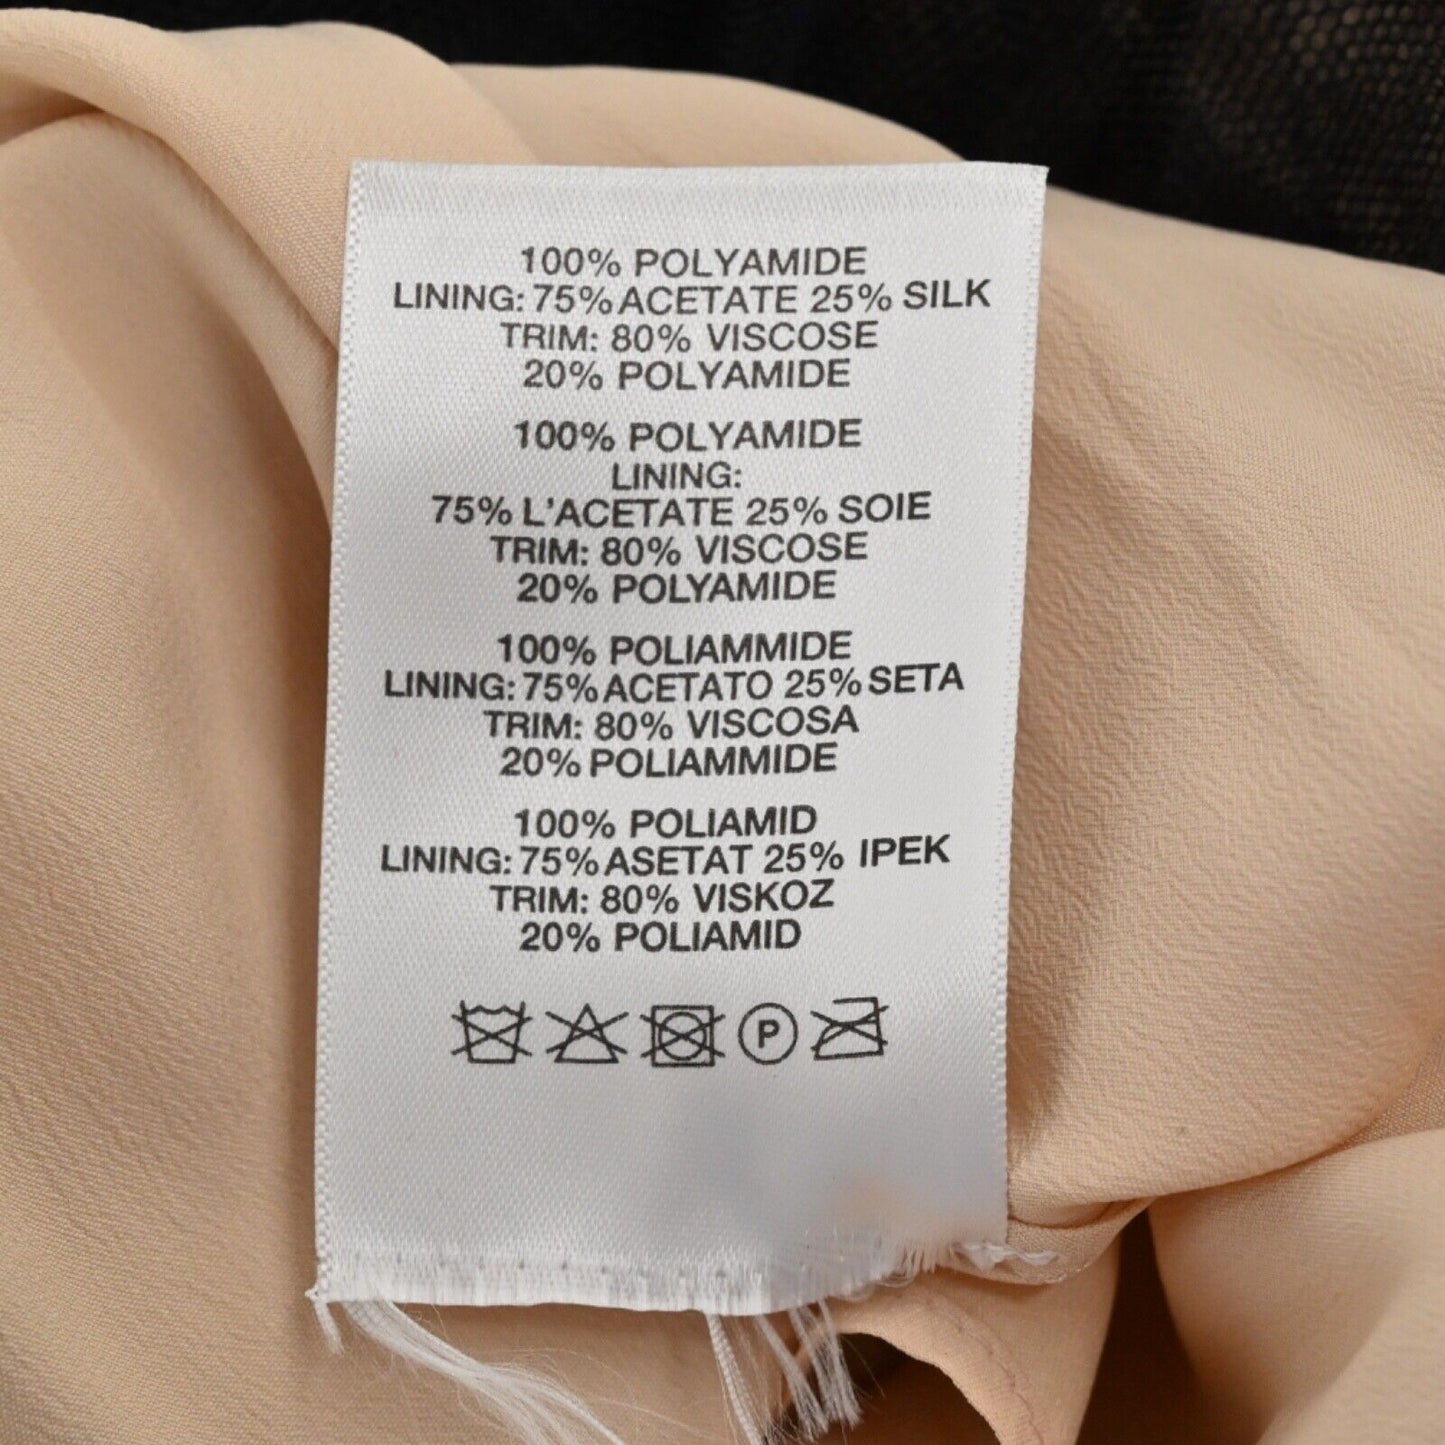 100% POLYAMIDE
LINING: 75% ACETATE 25% SILK
TRIM: 80% VISCOSE
20% POLYAMIDE
100% POLYAMIDE
LINING:
75% L'ACETATE 25% SOIE
TRIM: 80% VISCOSE
20% POLYAMIDE
100% POLIAMMIDE
LINING: 75% ACETATO 25% SETA
TRIM: 80% VISCOSA
20% POLIAMMIDE
100% POLIAMID
LINING: 75% ASETAT 25% IPEK
TRIM: 80% VISKOZ
20% POLIAMID
P